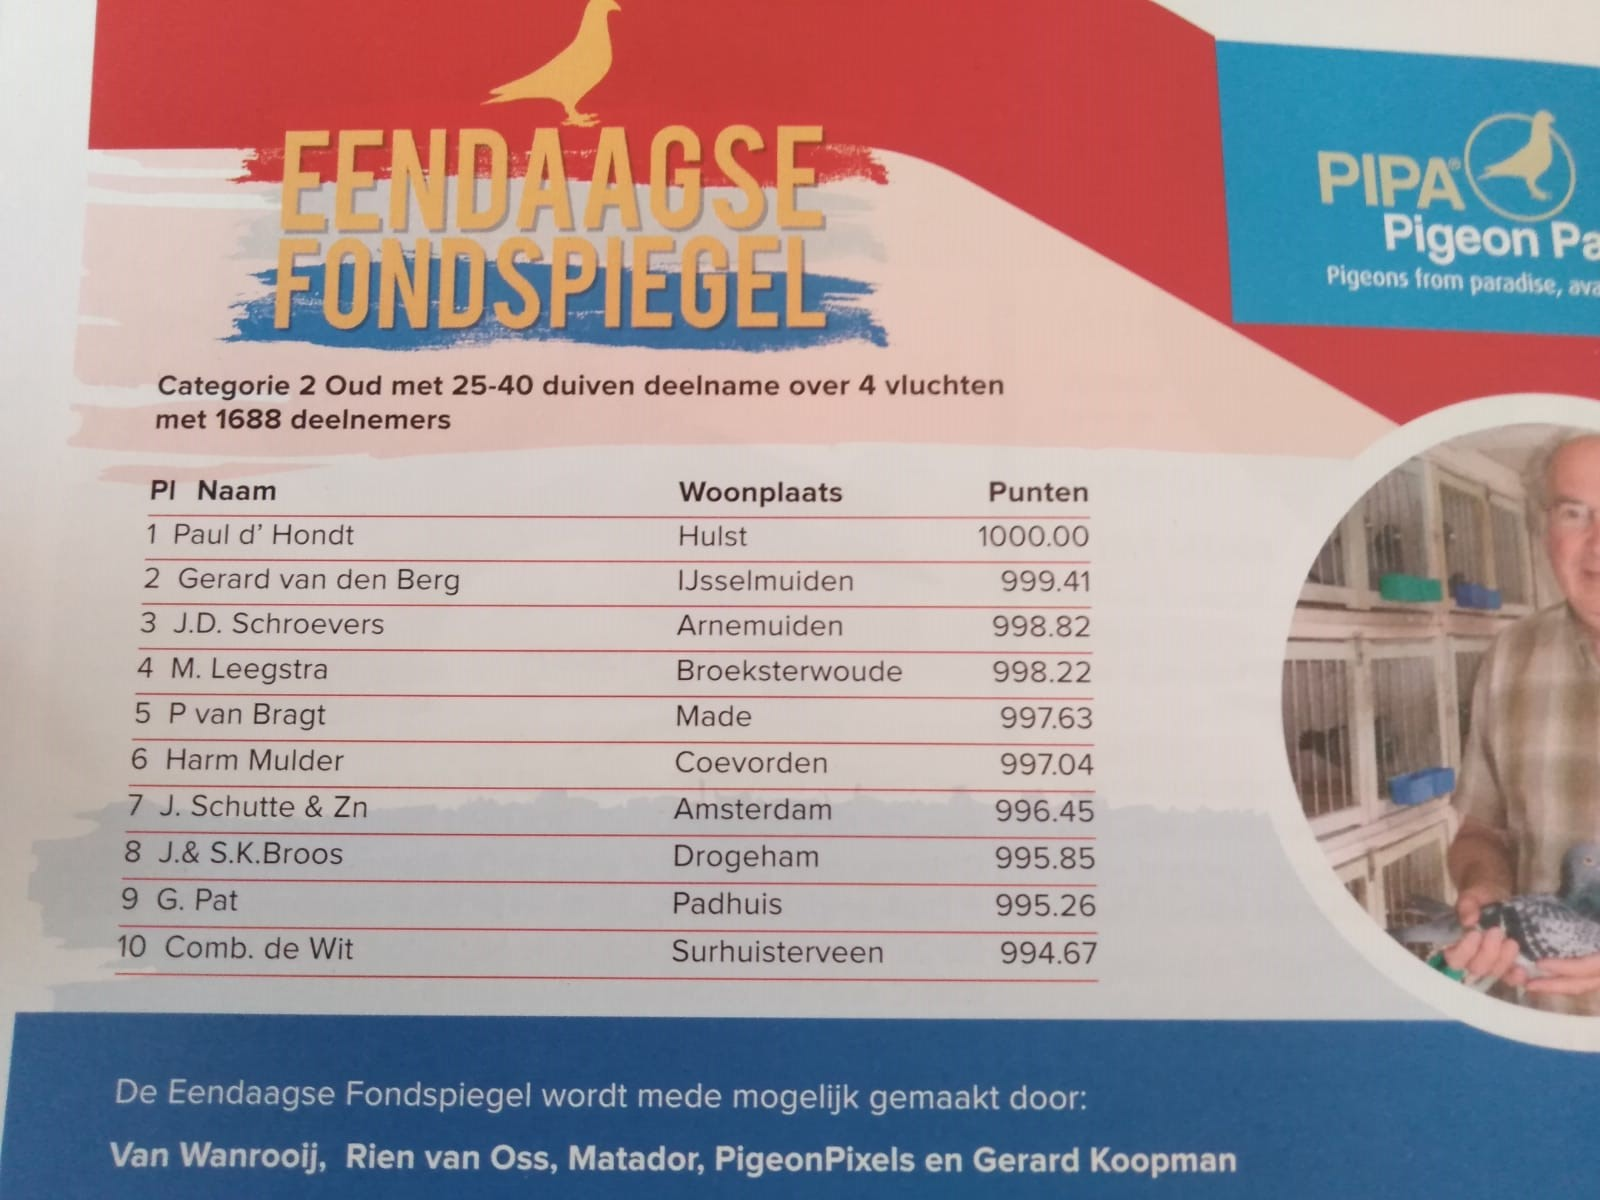 EENDAAGSE
FONDSPIEGEL
PIPA®
Pigeon
Pigeons from paradise,
Categorie 2 Oud met 25-40 duiven deelname over 4 vluchten
met 1688 deelnemers
Pl Naam Woonplaats Punten
1 Paul d' Hondt Hulst 1000.00
2 Gerard van den Berg IJsselmuiden 999.41
3 J.D. Schroevers Arnemuiden 998.82
4 M. Leegstra Broeksterwoude 998.22
5 P van Bragt Made 997.63
6 Harm Mulder Coevorden 997.04
7 J. Schutte & Zn Amsterdam 996.45
8 J.& S.K.Broos Drogeham 995.85
9 G. Pat Padhuis 995.26
10 Comb. de Wit Surhuisterveen 994.67
De Eendaagse Fondspiegel wordt mede mogelijk gemaakt door:
Van Wanrooij, Rien van Oss, Matador, PigeonPixels en Gerard Koopman